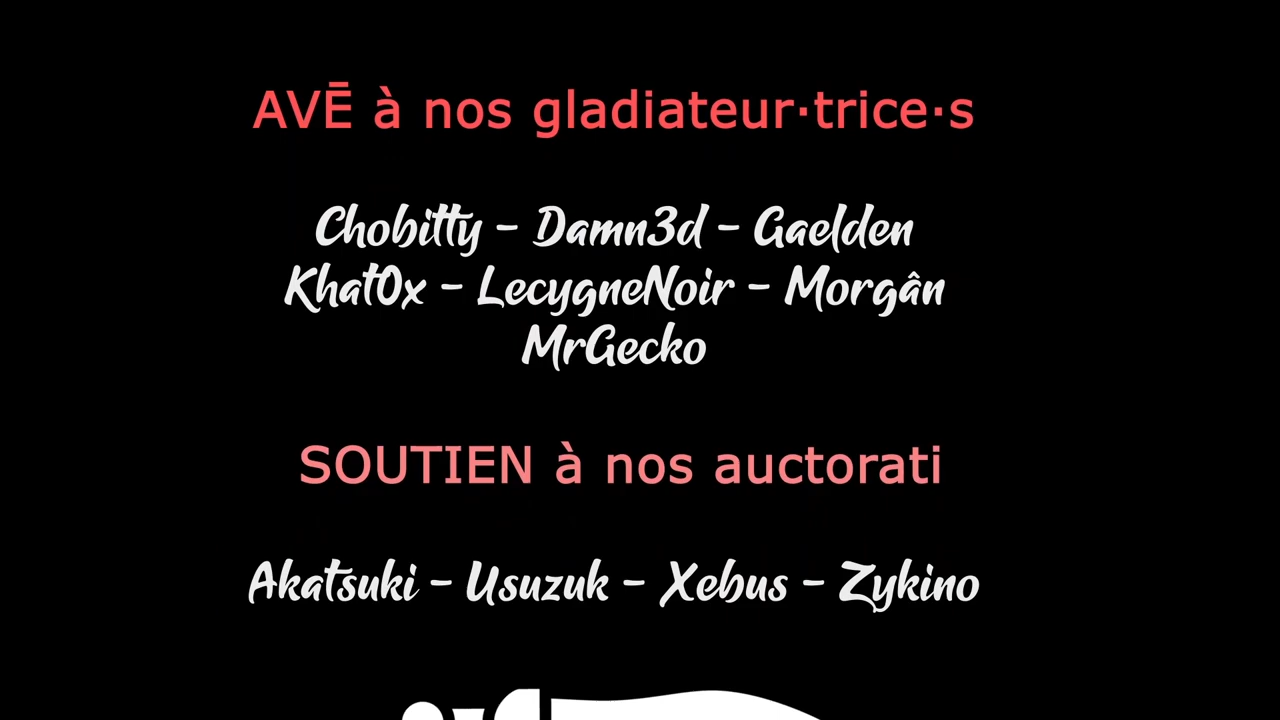 AVĒ à nos gladiateur·trice·s
Chobitty - Damn3d - Gaelden
Khat0x - LecygneNoir - Morgân
MrGecko
SOUTIEN à nos auctorati
Akatsuki - Usuzuk - Xebus - Zykino